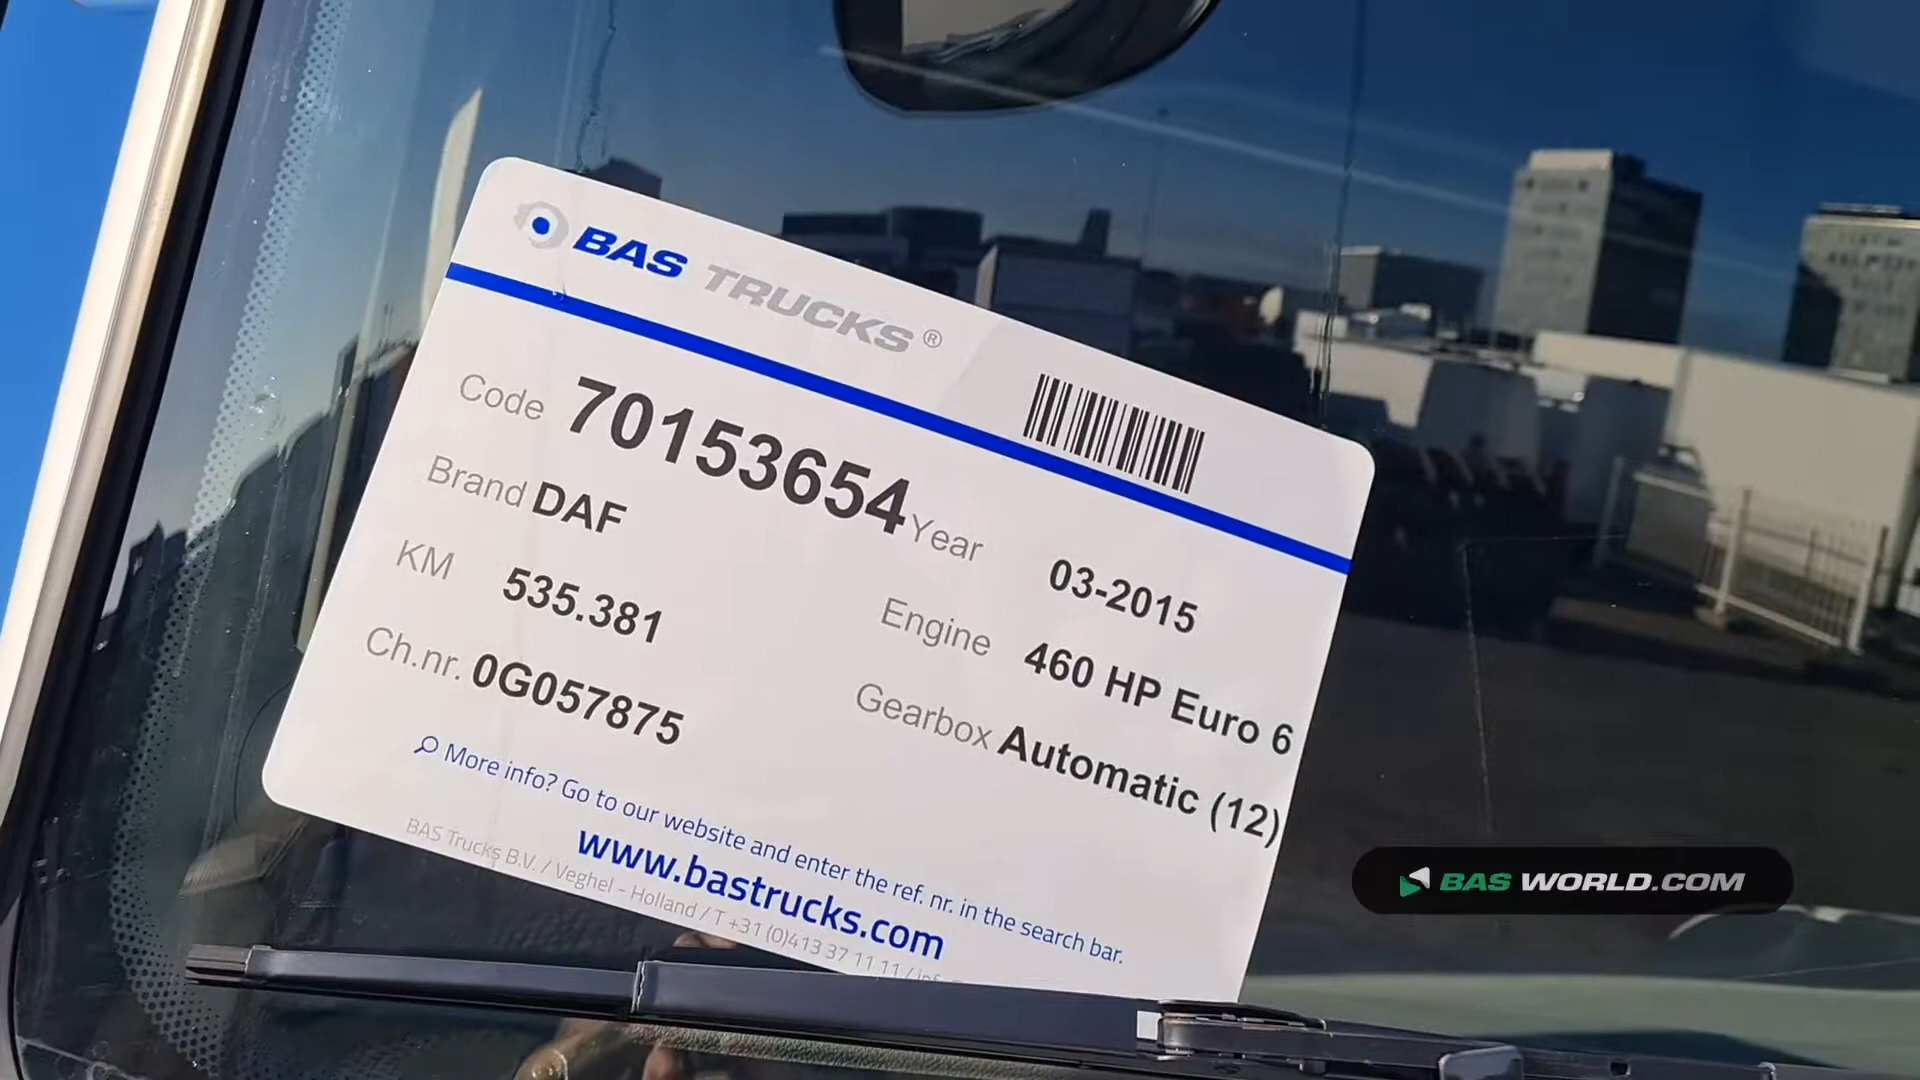 BAS TRUCKS®
Code 70153654
Year 03-2015
Brand DAF
Engine 460 HP Euro 6
KM 535.381
Gearbox Automatic (12)
Ch.nr. 0G057875
More info? Go to our website and enter the ref. nr. in the search bar.
www.bastrucks.com
BAS Trucks B.V. / Veghel - Holland / T +31 (0)413 37 11 11 /
BAS WORLD.COM